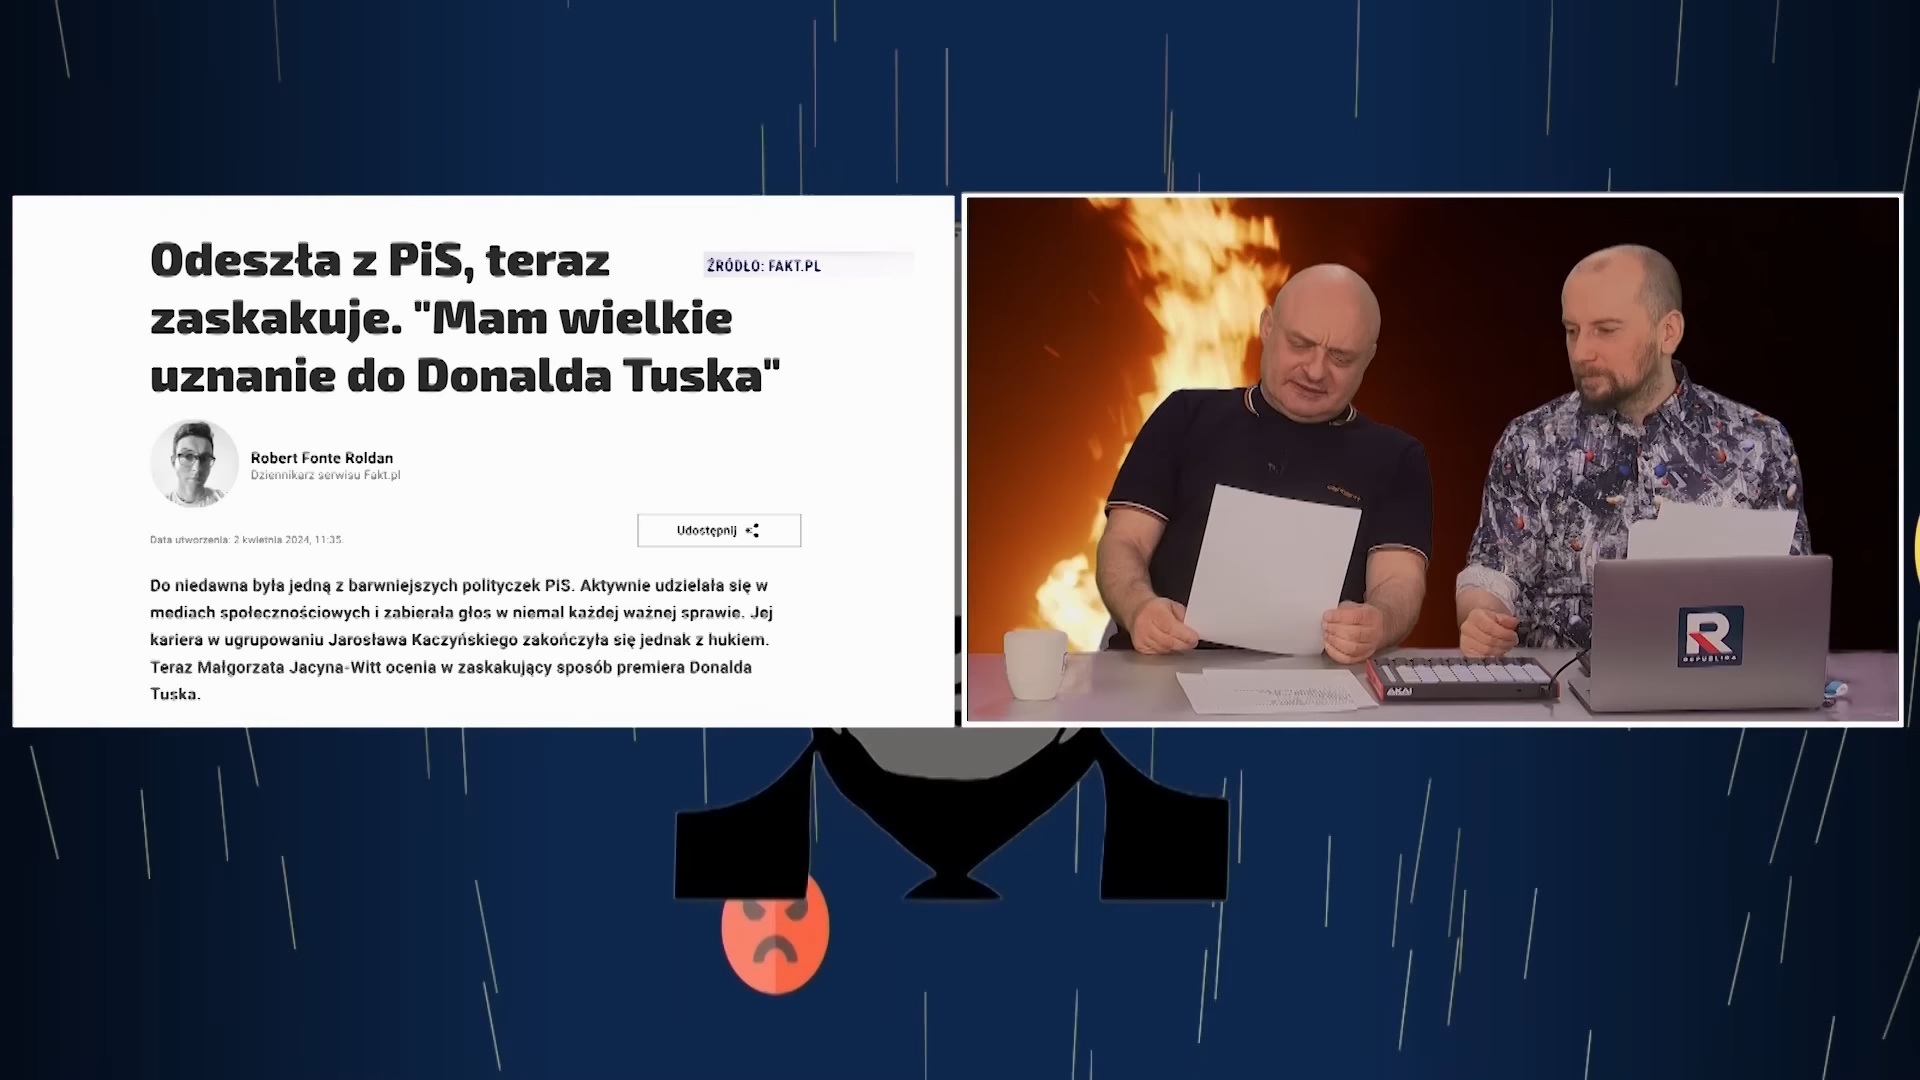 Odeszła z PiS, teraz
zaskakuje. "Mam wielkie
uznanie do Donalda Tuska"
ŹRÓDŁO: FAKT.PL
Robert Fonte Roldan
Dziennikarz serwisu Fakt.pl
Data utworzenia: 2 kwietnia 2024, 11:35.
Udostępnij
Do niedawna była jedną z barwniejszych polityczek PiS. Aktywnie udzielała się w
mediach społecznościowych i zabierała głos w niemal każdej ważnej sprawie. Jej
kariera w ugrupowaniu Jarosława Kaczyńskiego zakończyła się jednak z hukiem.
Teraz Małgorzata Jacyna-Witt ocenia w zaskakujący sposób premiera Donalda
Tuska.
AKAI
R
REPUBLIKA